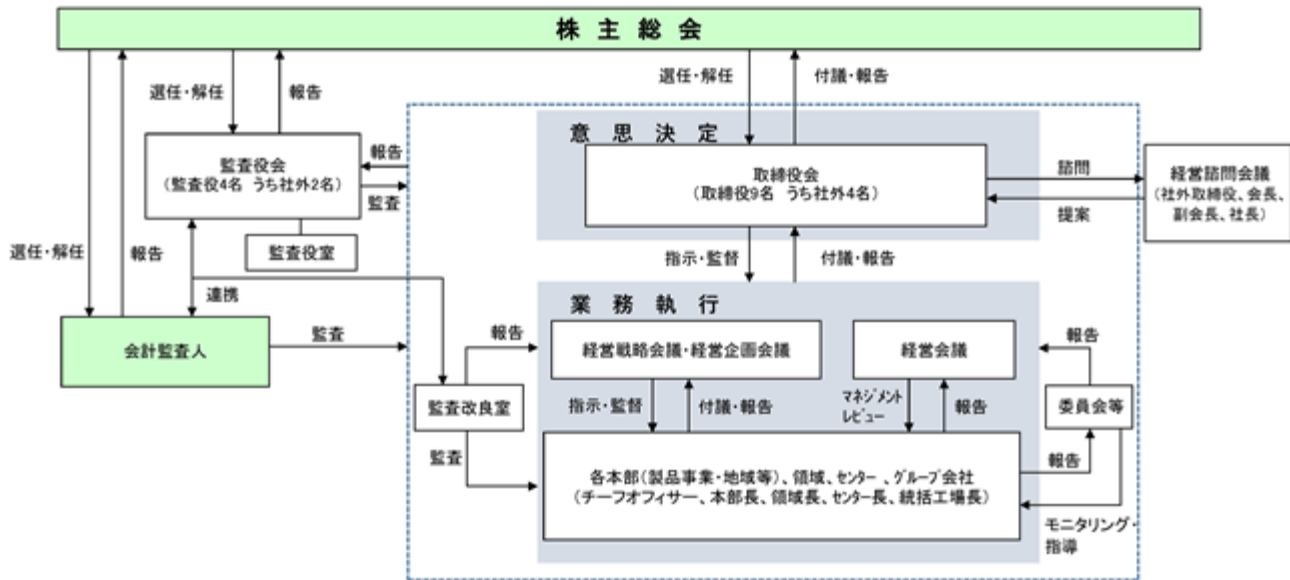 株主総会
選任・解任
報告
選任・解任
付議・報告
意思決定
監査役会
(監査役4名 うち社外2名)
報告
監査
取締役会
(取締役9名 うち社外4名)
諮問
提案
経営諮問会議
(社外取締役、会長、
副会長、社長)
監査役室
選任・解任
報告
指示・監督
付議・報告
連携
業務執行
会計監査人
監査
報告
経営戦略会議・経営企画会議
経営会議
報告
監査改良室
指示・監督
付議・報告
マネジメント
レビュー
報告
委員会等
監査
各本部(製品事業・地域等)、領域、センター、グループ会社
(チーフオフィサー、本部長、領域長、センター長、統括工場長)
報告
モニタリング・
指導